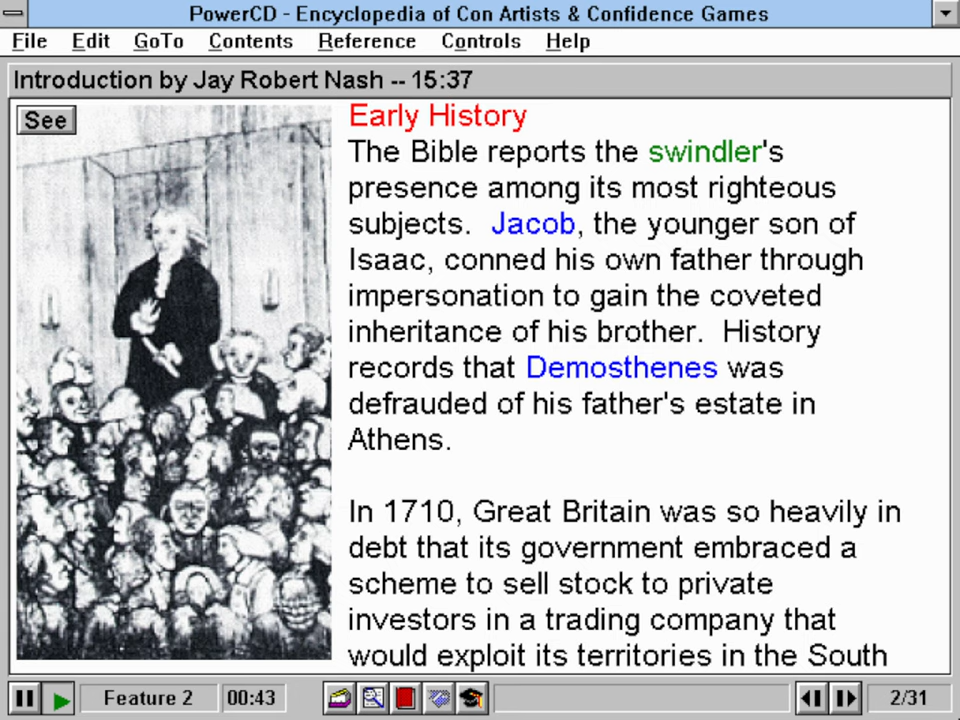 PowerCD - Encyclopedia of Con Artists & Confidence Games
File Edit GoTo Contents Reference Controls Help
Introduction by Jay Robert Nash -- 15:37
See
Early History
The Bible reports the swindler's
presence among its most righteous
subjects.  Jacob, the younger son of
Isaac, conned his own father through
impersonation to gain the coveted
inheritance of his brother.  History
records that Demosthenes was
defrauded of his father's estate in
Athens.
In 1710, Great Britain was so heavily in
debt that its government embraced a
scheme to sell stock to private
investors in a trading company that
would exploit its territories in the South
Feature 2 00:43 2/31